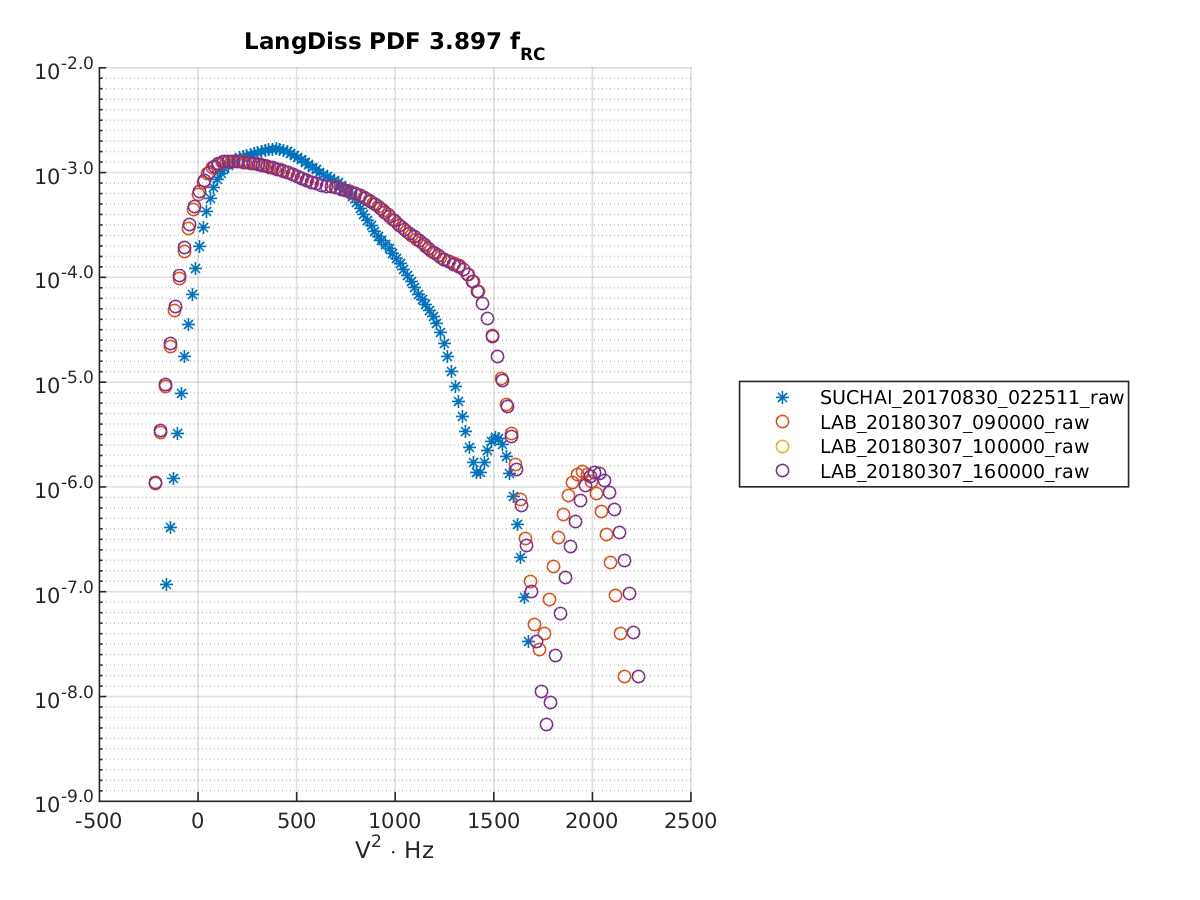 LangDiss PDF 3.897 f_RC
10^-2.0
10^-3.0
10^-4.0
10^-5.0
10^-6.0
10^-7.0
10^-8.0
10^-9.0
-500 0 500 1000 1500 2000 2500
V^2 · Hz
SUCHAI_20170830_022511_raw
LAB_20180307_090000_raw
LAB_20180307_100000_raw
LAB_20180307_160000_raw